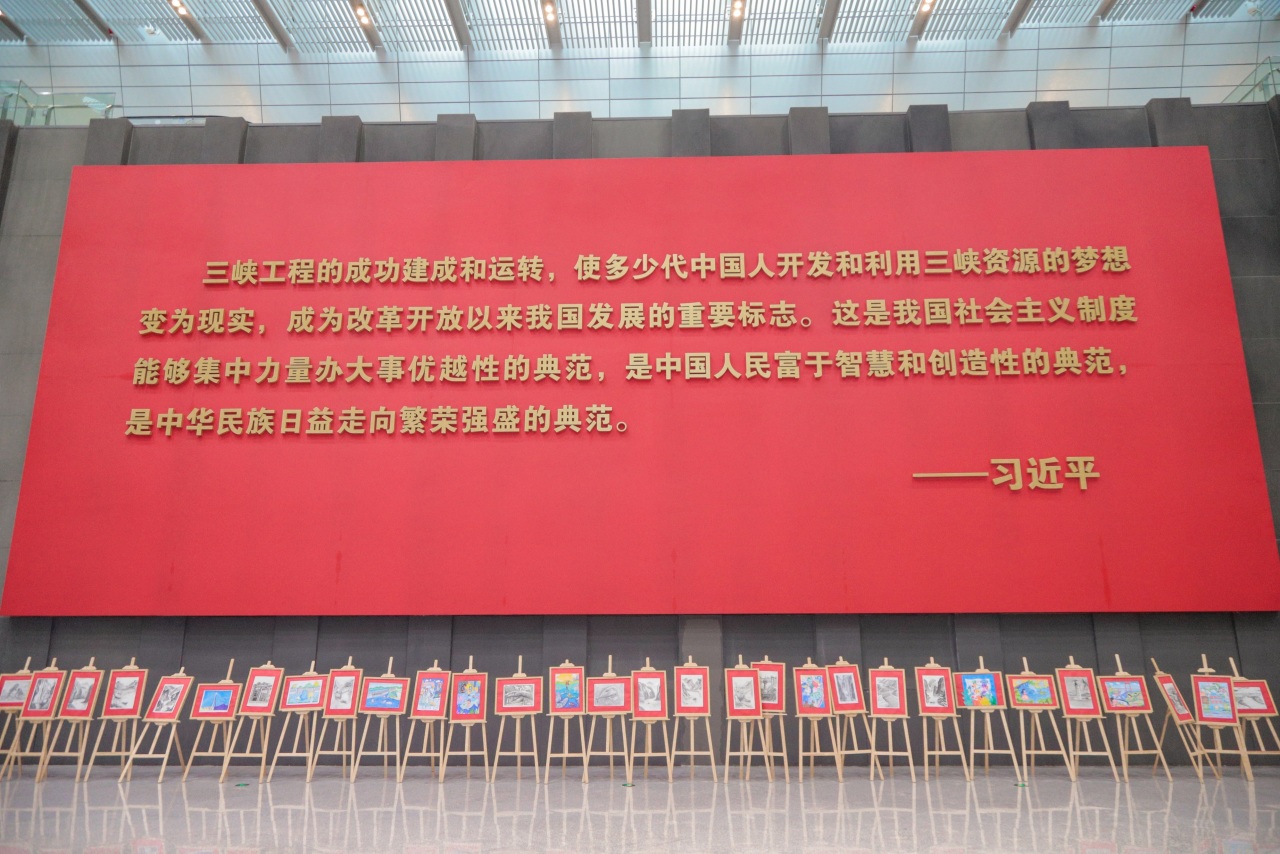 三峡工程的成功建成和运转，使多少代中国人开发和利用三峡资源的梦想
变为现实，成为改革开放以来我国发展的重要标志。这是我国社会主义制度
能够集中力量办大事优越性的典范，是中国人民富于智慧和创造性的典范，
是中华民族日益走向繁荣强盛的典范。
——习近平